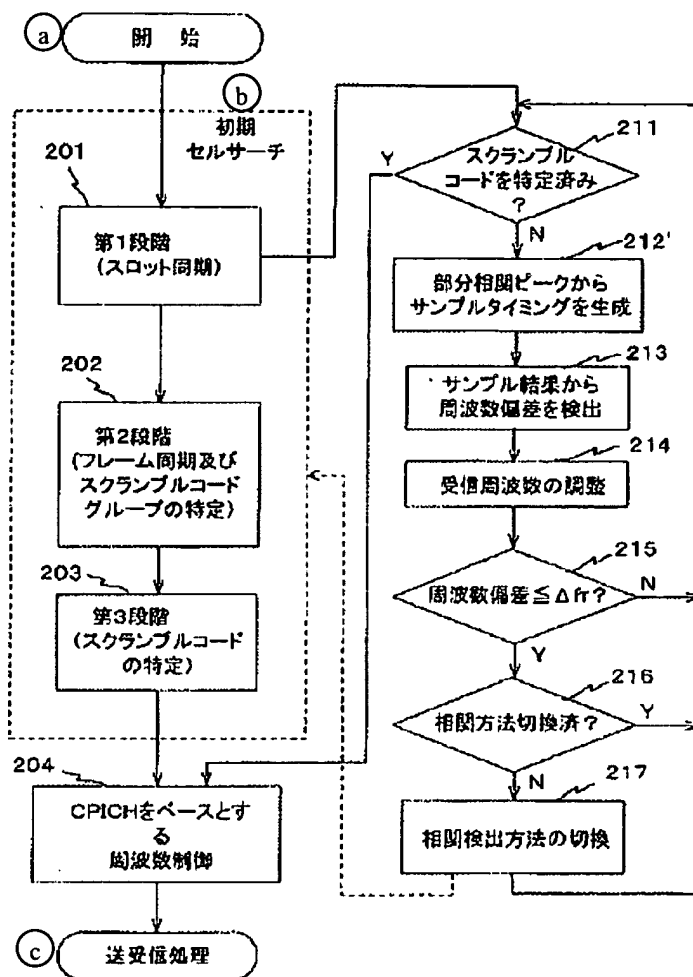 a
開 始
b
初期
セルサーチ
201
第1段階
(スロット同期)
202
第2段階
(フレーム同期及び
スクランブルコード
グループの特定)
203
第3段階
(スクランブルコード
の特定)
204
CPICHをベースとす
る
周波数制御
c
送受信処理
211
スクランブル
コードを特定済み
?
Y
N
212'
部分相関ピークから
サンプルタイミングを生成
213
サンプル結果から
周波数偏差を検出
214
受信周波数の調整
215
周波数偏差≦Δfr?
N
Y
216
相関方法切換済?
Y
N
217
相関検出方法の切換